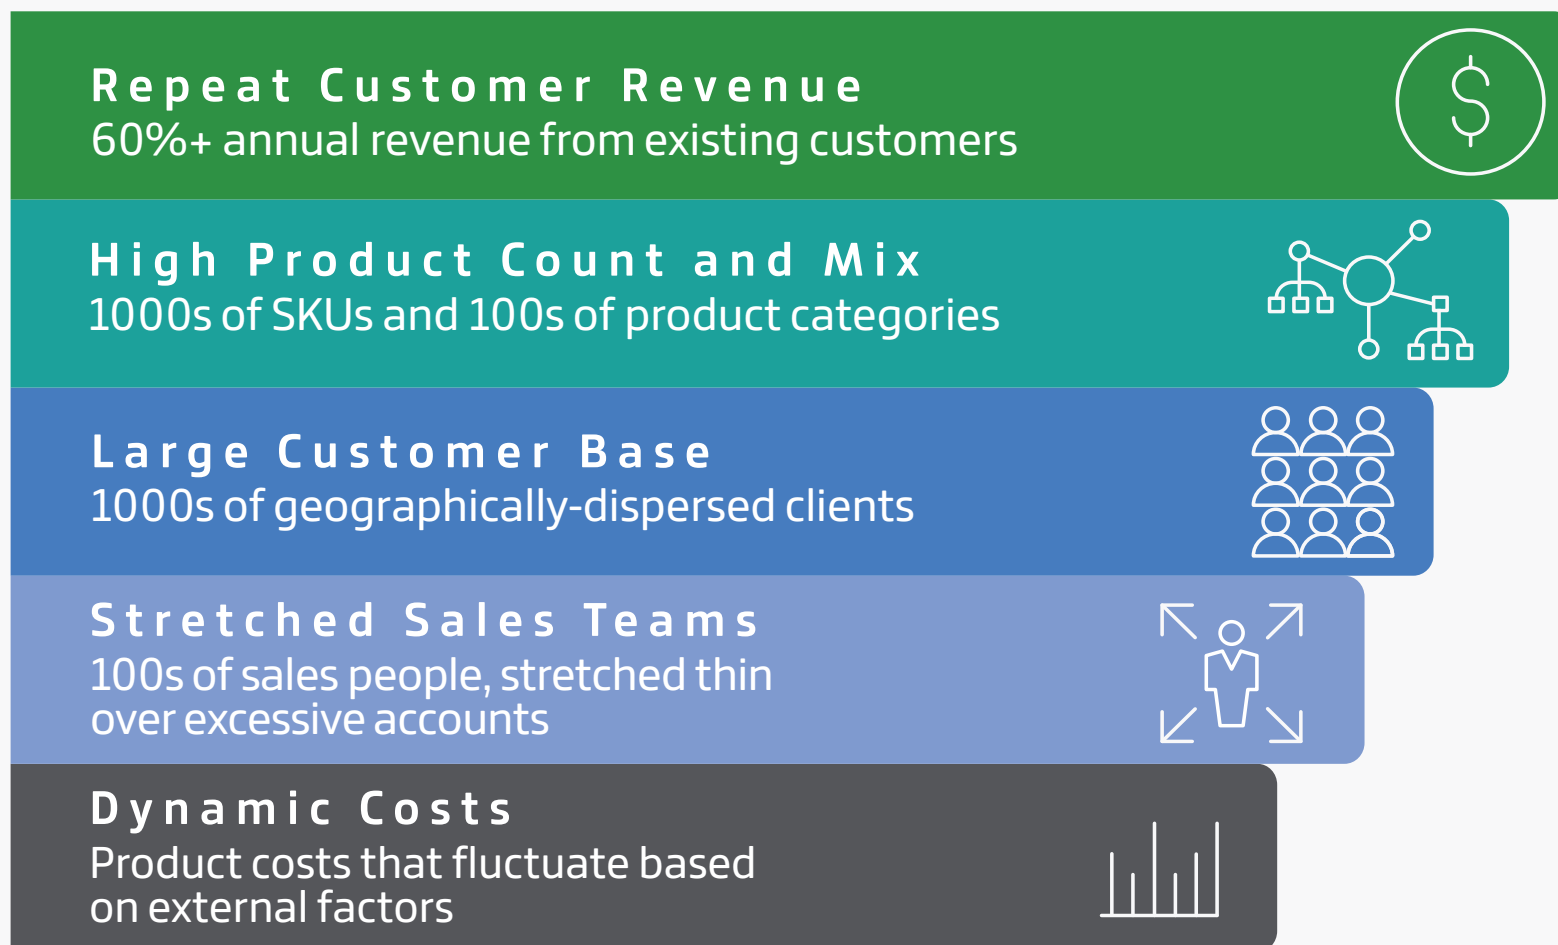 Repeat Customer Revenue
60%+ annual revenue from existing customers
High Product Count and Mix
1000s of SKUs and 100s of product categories
Large Customer Base
1000s of geographically-dispersed clients
Stretched Sales Teams
100s of sales people, stretched thin
over excessive accounts
Dynamic Costs
Product costs that fluctuate based
on external factors